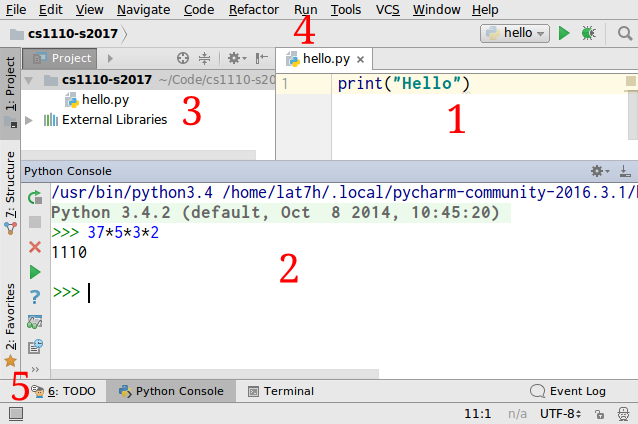 File Edit View Navigate Code Refactor Run Tools VCS Window Help
cs1110-s2017 4 hello
1: Project Project hello.py
cs1110-s2017 ~/Code/cs1110-s20 1 print("Hello")
hello.py 3 1
External Libraries
Python Console
7: Structure
/usr/bin/python3.4 /home/lat7h/.local/pycharm-community-2016.3.1/h
Python 3.4.2 (default, Oct 8 2014, 10:45:20)
>>> 37*5*3*2
1110 2
>>>
2: Favorites
5 6: TODO Python Console Terminal Event Log
11:1 n/a UTF-8